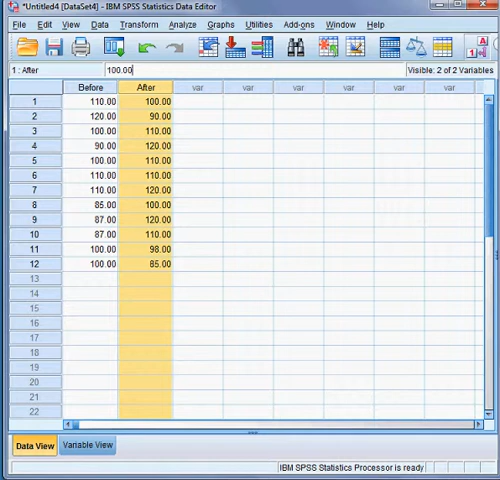 *Untitled4 [DataSet4] - IBM SPSS Statistics Data Editor
File Edit View Data Transform Analyze Graphs Utilities Add-ons Window Help
1 : After 100.00 Visible: 2 of 2 Variables
Before After var var var var var
1 110.00 100.00
2 120.00 90.00
3 100.00 110.00
4 90.00 120.00
5 100.00 110.00
6 110.00 110.00
7 110.00 120.00
8 85.00 100.00
9 87.00 120.00
10 87.00 110.00
11 100.00 98.00
12 100.00 85.00
13
14
15
16
17
18
19
20
21
22
Data View Variable View
IBM SPSS Statistics Processor is ready